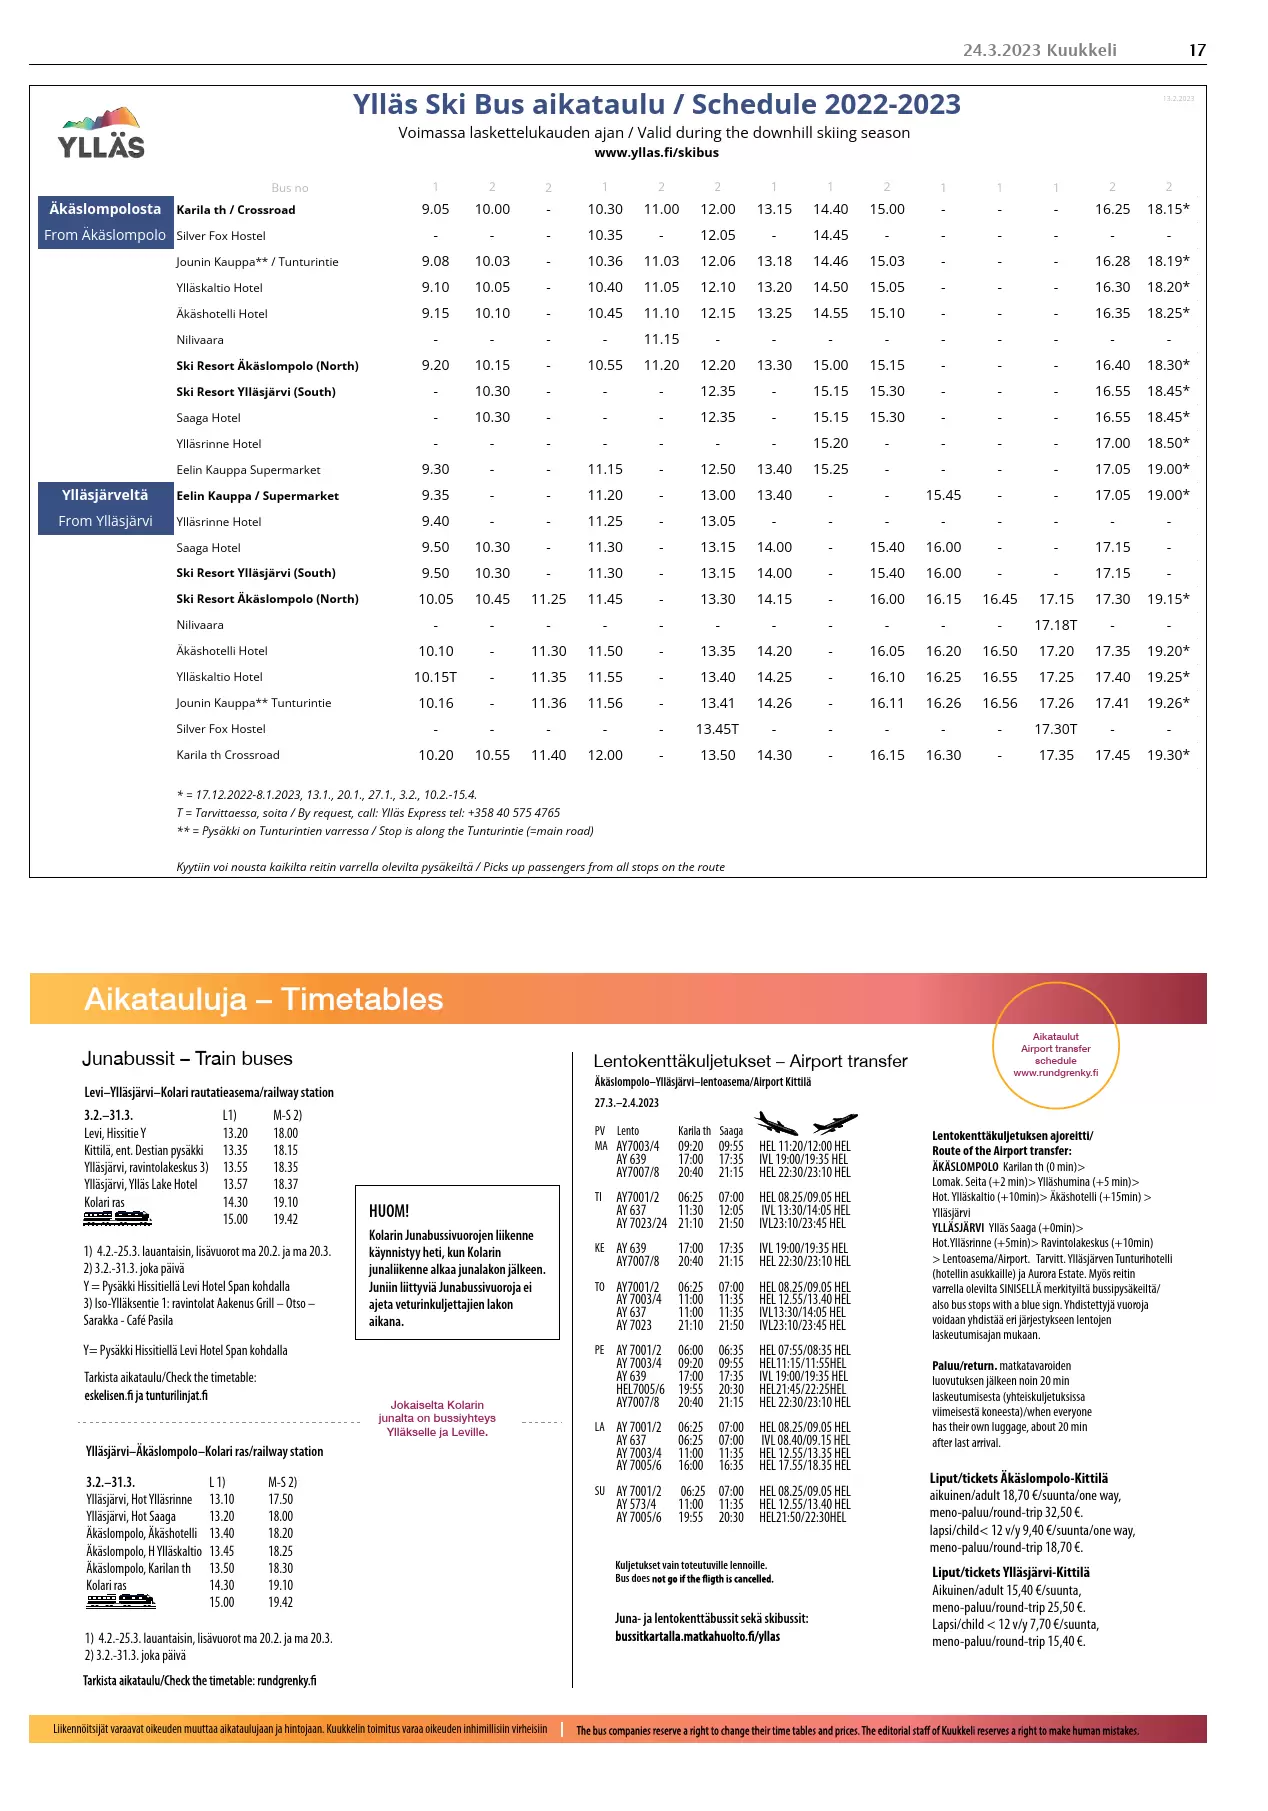 24.3.2023 Kuukkeli 17
Ylläs Ski Bus aikataulu / Schedule 2022-2023
13.2.2023
YLLÄS
Voimassa laskettelukauden ajan / Valid during the downhill skiing season
www.yllas.fi/skibus
Bus no 1 2 2 1 2 2 1 1 2 1 1 1 2 2
Äkäslompolosta Karila th / Crossroad 9.05 10.00 - 10.30 11.00 12.00 13.15 14.40 15.00 - - - 16.25 18.15*
From Äkäslompolo Silver Fox Hostel - - - 10.35 - 12.05 - 14.45 - - - - - -
Jounin Kauppa** / Tunturintie 9.08 10.03 - 10.36 11.03 12.06 13.18 14.46 15.03 - - - 16.28 18.19*
Ylläskaltio Hotel 9.10 10.05 - 10.40 11.05 12.10 13.20 14.50 15.05 - - - 16.30 18.20*
Äkäshotelli Hotel 9.15 10.10 - 10.45 11.10 12.15 13.25 14.55 15.10 - - - 16.35 18.25*
Nilivaara - - - - 11.15 - - - - - - - - -
Ski Resort Äkäslompolo (North) 9.20 10.15 - 10.55 11.20 12.20 13.30 15.00 15.15 - - - 16.40 18.30*
Ski Resort Ylläsjärvi (South) - 10.30 - - - 12.35 - 15.15 15.30 - - - 16.55 18.45*
Saaga Hotel - 10.30 - - - 12.35 - 15.15 15.30 - - - 16.55 18.45*
Ylläsrinne Hotel - - - - - - - 15.20 - - - - 17.00 18.50*
Eelin Kauppa Supermarket 9.30 - - 11.15 - 12.50 13.40 15.25 - - - - 17.05 19.00*
Ylläsjärveltä Eelin Kauppa / Supermarket 9.35 - - 11.20 - 13.00 13.40 - - 15.45 - - 17.05 19.00*
From Ylläsjärvi Ylläsrinne Hotel 9.40 - - 11.25 - 13.05 - - - - - - - -
Saaga Hotel 9.50 10.30 - 11.30 - 13.15 14.00 - 15.40 16.00 - - 17.15 -
Ski Resort Ylläsjärvi (South) 9.50 10.30 - 11.30 - 13.15 14.00 - 15.40 16.00 - - 17.15 -
Ski Resort Äkäslompolo (North) 10.05 10.45 11.25 11.45 - 13.30 14.15 - 16.00 16.15 16.45 17.15 17.30 19.15*
Nilivaara - - - - - - - - - - - 17.18T - -
Äkäshotelli Hotel 10.10 - 11.30 11.50 - 13.35 14.20 - 16.05 16.20 16.50 17.20 17.35 19.20*
Ylläskaltio Hotel 10.15T - 11.35 11.55 - 13.40 14.25 - 16.10 16.25 16.55 17.25 17.40 19.25*
Jounin Kauppa** Tunturintie 10.16 - 11.36 11.56 - 13.41 14.26 - 16.11 16.26 16.56 17.26 17.41 19.26*
Silver Fox Hostel - - - - - 13.45T - - - - - 17.30T - -
Karila th Crossroad 10.20 10.55 11.40 12.00 - 13.50 14.30 - 16.15 16.30 - 17.35 17.45 19.30*
* = 17.12.2022-8.1.2023, 13.1., 20.1., 27.1., 3.2., 10.2.-15.4.
T = Tarvittaessa, soita / By request, call: Ylläs Express tel: +358 40 575 4765
** = Pysäkki on Tunturintien varressa / Stop is along the Tunturintie (=main road)
Kyytiin voi nousta kaikilta reitin varrella olevilta pysäkeiltä / Picks up passengers from all stops on the route
Aikatauluja – Timetables
Junabussit – Train buses
Levi–Ylläsjärvi–Kolari rautatieasema/railway station
3.2.–31.3. L1) M-S 2)
Levi, Hissitie Y 13.20 18.00
Kittilä, ent. Destian pysäkki 13.35 18.15
Ylläsjärvi, ravintolakeskus 3) 13.55 18.35
Ylläsjärvi, Ylläs Lake Hotel 13.57 18.37
Kolari ras 14.30 19.10
15.00 19.42
1) 4.2.-25.3. lauantaisin, lisävuorot ma 20.2. ja ma 20.3.
2) 3.2.-31.3. joka päivä
Y = Pysäkki Hissitiellä Levi Hotel Span kohdalla
3) Iso-Ylläksentie 1: ravintolat Aakenus Grill – Otso –
Sarakka - Café Pasila
Y= Pysäkki Hissitiellä Levi Hotel Span kohdalla
Tarkista aikataulu/Check the timetable:
eskelisen.fi ja tunturilinjat.fi
HUOM!
Kolarin Junabussivuorojen liikenne
käynnistyy heti, kun Kolarin
junaliikenne alkaa junalakon jälkeen.
Juniin liittyviä Junabussivuoroja ei
ajeta veturinkuljettajien lakon
aikana.
Jokaiselta Kolarin
junalta on bussiyhteys
Ylläkselle ja Leville.
Ylläsjärvi–Äkäslompolo–Kolari ras/railway station
3.2.–31.3. L 1) M-S 2)
Ylläsjärvi, Hot Ylläsrinne 13.10 17.50
Ylläsjärvi, Hot Saaga 13.20 18.00
Äkäslompolo, Äkäshotelli 13.40 18.20
Äkäslompolo, H Ylläskaltio 13.45 18.25
Äkäslompolo, Karilan th 13.50 18.30
Kolari ras 14.30 19.10
15.00 19.42
1) 4.2.-25.3. lauantaisin, lisävuorot ma 20.2. ja ma 20.3.
2) 3.2.-31.3. joka päivä
Tarkista aikataulu/Check the timetable: rundgrenky.fi
Lentokenttäkuljetukset – Airport transfer
Äkäslompolo–Ylläsjärvi–lentoasema/Airport Kittilä
27.3.–2.4.2023
PV Lento Karila th Saaga
MA AY7003/4 09:20 09:55 HEL 11:20/12:00 HEL
AY 639 17:00 17:35 IVL 19:00/19:35 HEL
AY7007/8 20:40 21:15 HEL 22:30/23:10 HEL
TI AY7001/2 06:25 07:00 HEL 08.25/09.05 HEL
AY 637 11:30 12:05 IVL 13:30/14:05 HEL
AY 7023/24 21:10 21:50 IVL23:10/23:45 HEL
KE AY 639 17:00 17:35 IVL 19:00/19:35 HEL
AY7007/8 20:40 21:15 HEL 22:30/23:10 HEL
TO AY7001/2 06:25 07:00 HEL 08.25/09.05 HEL
AY 7003/4 11:00 11:35 HEL 12.55/13.40 HEL
AY 637 11:00 11:35 IVL13:30/14:05 HEL
AY 7023 21:10 21:50 IVL23:10/23:45 HEL
PE AY 7001/2 06:00 06:35 HEL 07:55/08:35 HEL
AY 7003/4 09:20 09:55 HEL11:15/11:55HEL
AY 639 17:00 17:35 IVL 19:00/19:35 HEL
HEL7005/6 19:55 20:30 HEL21:45/22:25HEL
AY7007/8 20:40 21:15 HEL 22:30/23:10 HEL
LA AY 7001/2 06:25 07:00 HEL 08.25/09.05 HEL
AY 637 06:25 07:00 IVL 08.40/09.15 HEL
AY 7003/4 11:00 11:35 HEL 12.55/13.35 HEL
AY 7005/6 16:00 16:35 HEL 17.55/18.35 HEL
SU AY 7001/2 06:25 07:00 HEL 08.25/09.05 HEL
AY 573/4 11:00 11:35 HEL 12.55/13.40 HEL
AY 7005/6 19:55 20:30 HEL21:50/22:30HEL
Kuljetukset vain toteutuville lennoille.
Bus does not go if the fligth is cancelled.
Juna- ja lentokenttäbussit sekä skibussit:
bussitkartalla.matkahuolto.fi/yllas
Aikataulut
Airport transfer
schedule
www.rundgrenky.fi
Lentokenttäkuljetuksen ajoreitti/
Route of the Airport transfer:
ÄKÄSLOMPOLO Karilan th (0 min)>
Lomak. Seita (+2 min)> Ylläshumina (+5 min)>
Hot. Ylläskaltio (+10min)> Äkäshotelli (+15min) >
Ylläsjärvi
YLLÄSJÄRVI Ylläs Saaga (+0min)>
Hot.Ylläsrinne (+5min)> Ravintolakeskus (+10min)
> Lentoasema/Airport. Tarvitt. Ylläsjärven Tunturihotelli
(hotellin asukkaille) ja Aurora Estate. Myös reitin
varrella olevilta SINISELLÄ merkityiltä bussipysäkeiltä/
also bus stops with a blue sign. Yhdistettyjä vuoroja
voidaan yhdistää eri järjestykseen lentojen
laskeutumisajan mukaan.
Paluu/return. matkatavaroiden
luovutuksen jälkeen noin 20 min
laskeutumisesta (yhteiskuljetuksissa
viimeisestä koneesta)/when everyone
has their own luggage, about 20 min
after last arrival.
Liput/tickets Äkäslompolo-Kittilä
aikuinen/adult 18,70 €/suunta/one way,
meno-paluu/round-trip 32,50 €.
lapsi/child< 12 v/y 9,40 €/suunta/one way,
meno-paluu/round-trip 18,70 €.
Liput/tickets Ylläsjärvi-Kittilä
Aikuinen/adult 15,40 €/suunta,
meno-paluu/round-trip 25,50 €.
Lapsi/child < 12 v/y 7,70 €/suunta,
meno-paluu/round-trip 15,40 €.
Liikennöitsijät varaavat oikeuden muuttaa aikataulujaan ja hintojaan. Kuukkelin toimitus varaa oikeuden inhimillisiin virheisiin
The bus companies reserve a right to change their time tables and prices. The editorial staff of Kuukkeli reserves a right to make human mistakes.